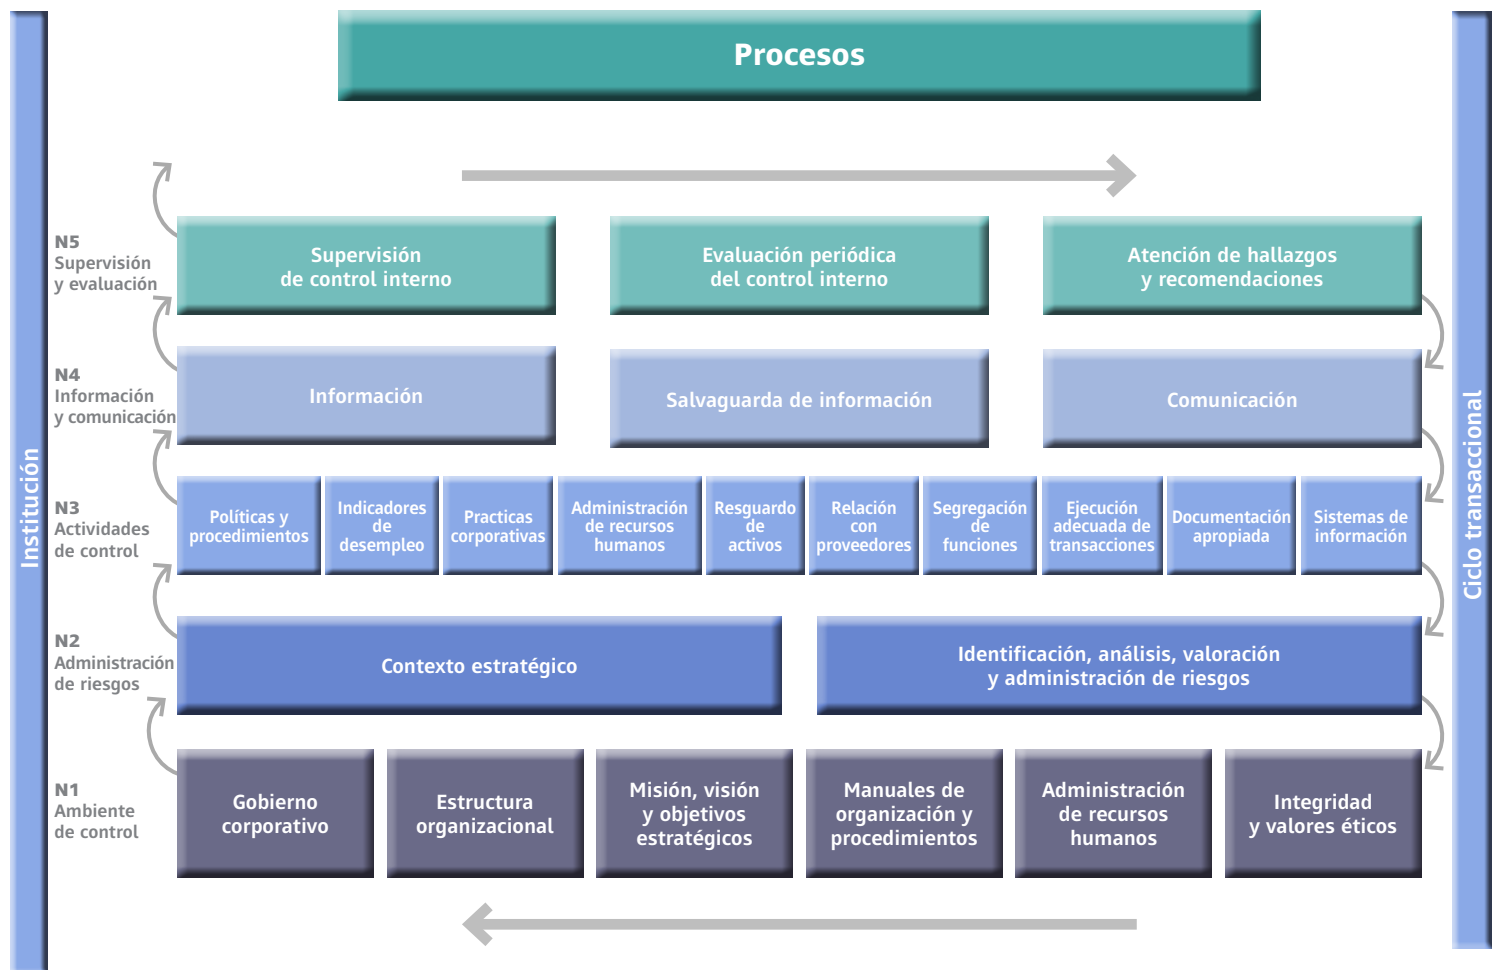 Procesos
Institución
Ciclo transaccional
N5
Supervisión
y evaluación
Supervisión
de control interno
Evaluación periódica
del control interno
Atención de hallazgos
y recomendaciones
N4
Información
y comunicación
Información
Salvaguarda de información
Comunicación
N3
Actividades
de control
Políticas y
procedimientos
Indicadores
de
desempleo
Practicas
corporativas
Administración
de recursos
humanos
Resguardo
de
activos
Relación
con
proveedores
Segregación
de
funciones
Ejecución
adecuada de
transacciones
Documentación
apropiada
Sistemas de
información
N2
Administración
de riesgos
Contexto estratégico
Identificación, análisis, valoración
y administración de riesgos
N1
Ambiente
de control
Gobierno
corporativo
Estructura
organizacional
Misión, visión
y objetivos
estratégicos
Manuales de
organización y
procedimientos
Administración
de recursos
humanos
Integridad
y valores éticos